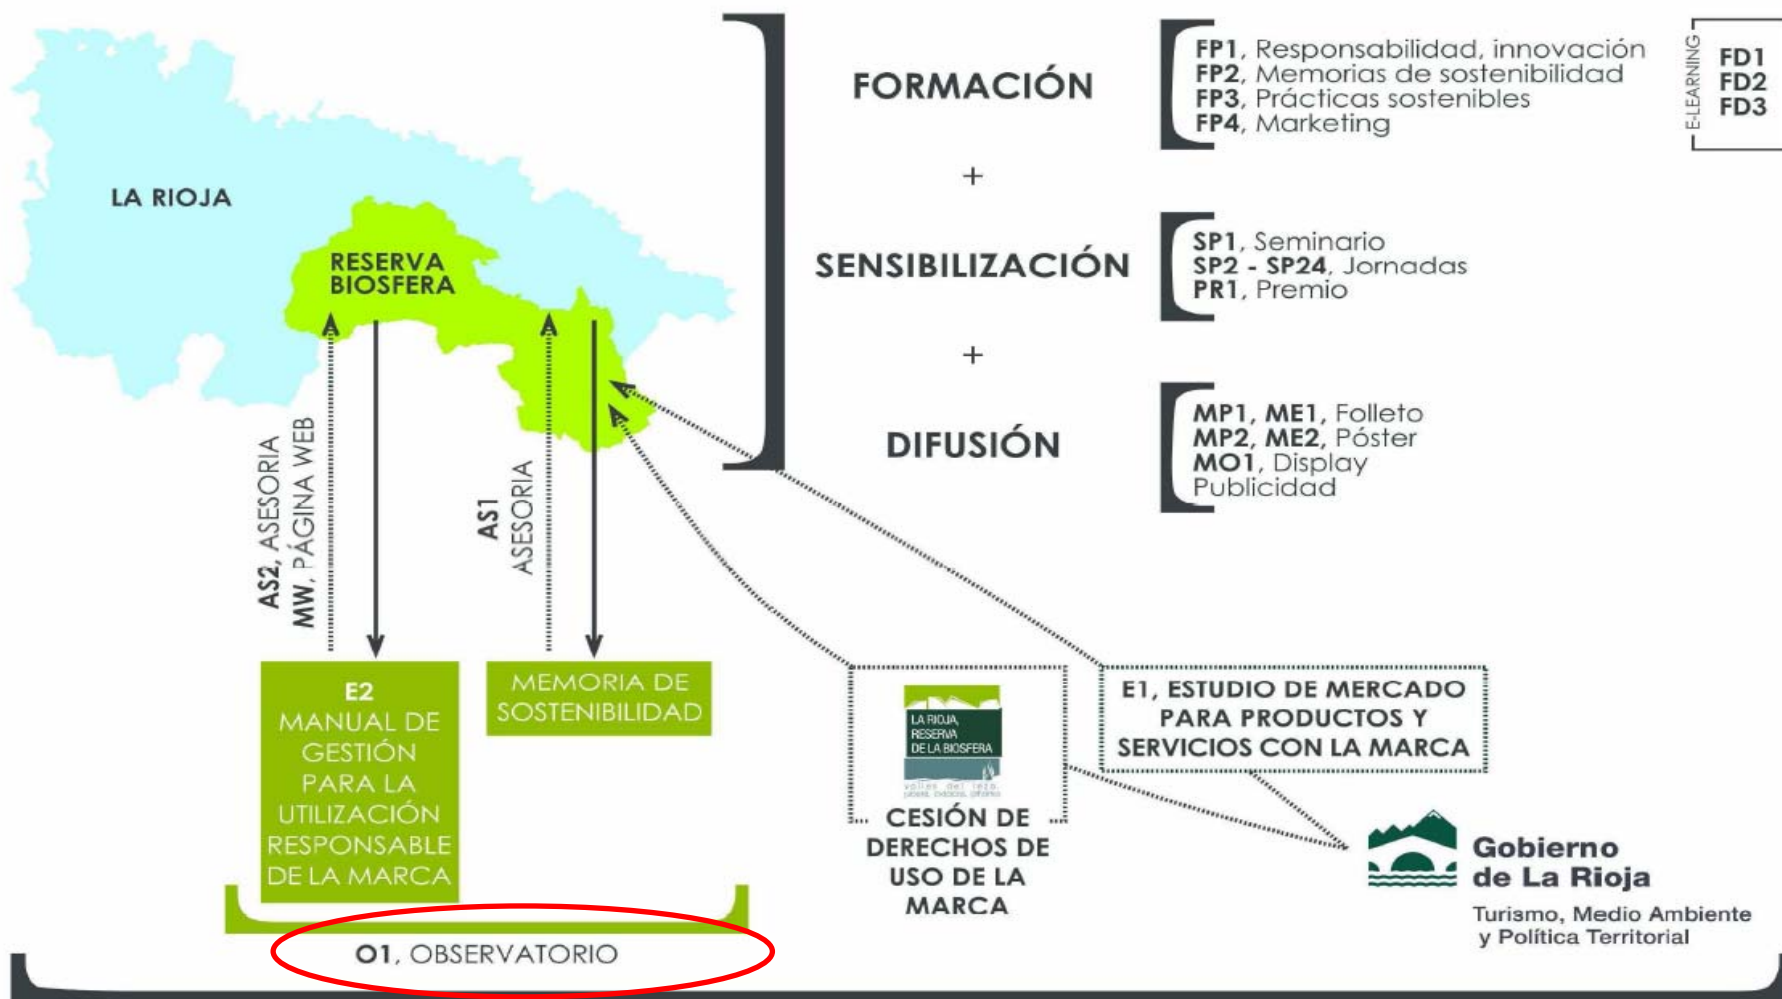 LA RIOJA
RESERVA
BIOSFERA
FORMACIÓN
FP1, Responsabilidad, innovación
FP2, Memorias de sostenibilidad
FP3, Prácticas sostenibles
FP4, Marketing
E-LEARNING
FD1
FD2
FD3
+
SENSIBILIZACIÓN
SP1, Seminario
SP2 - SP24, Jornadas
PR1, Premio
+
DIFUSIÓN
MP1, ME1, Folleto
MP2, ME2, Póster
MO1, Display
Publicidad
AS2, ASESORIA
MW, PÁGINA WEB
AS1
ASESORIA
E2
MANUAL DE
GESTIÓN
PARA LA
UTILIZACIÓN
RESPONSABLE
DE LA MARCA
MEMORIA DE
SOSTENIBILIDAD
LA RIOJA,
RESERVA
DE LA BIOSFERA
valles del leza,
CESIÓN DE
DERECHOS DE
USO DE LA
MARCA
E1, ESTUDIO DE MERCADO
PARA PRODUCTOS Y
SERVICIOS CON LA MARCA
Gobierno
de La Rioja
Turismo, Medio Ambiente
y Política Territorial
O1, OBSERVATORIO